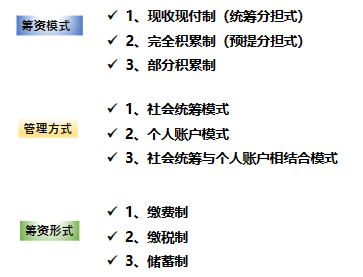 筹资模式
✓ 1、现收现付制（统筹分担式）
✓ 2、完全积累制（预提分担式）
✓ 3、部分积累制
管理方式
✓ 1、社会统筹模式
✓ 2、个人账户模式
✓ 3、社会统筹与个人账户相结合模式
筹资形式
✓ 1、缴费制
✓ 2、缴税制
✓ 3、储蓄制